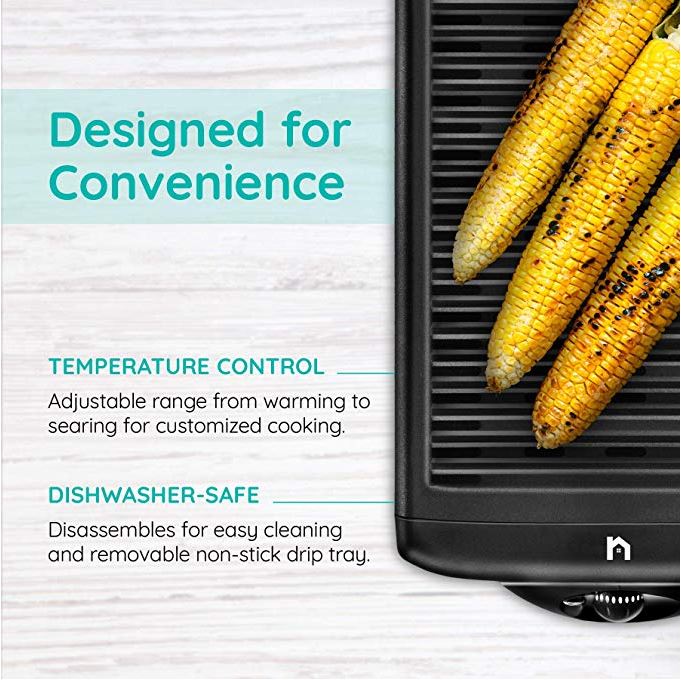 Designed for
Convenience
TEMPERATURE CONTROL
Adjustable range from warming to
searing for customized cooking.
DISHWASHER-SAFE
Disassembles for easy cleaning
and removable non-stick drip tray.